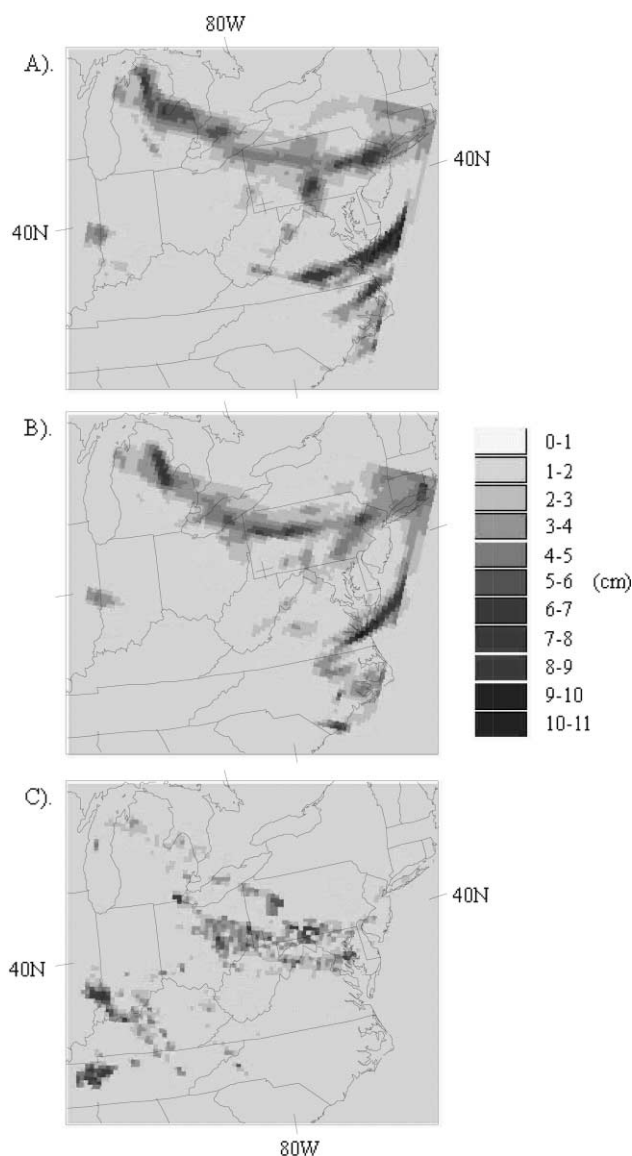 80W
A).
40N
40N
B).
0-1
1-2
2-3
3-4
4-5
5-6 (cm)
6-7
7-8
8-9
9-10
10-11
C).
40N
40N
80W